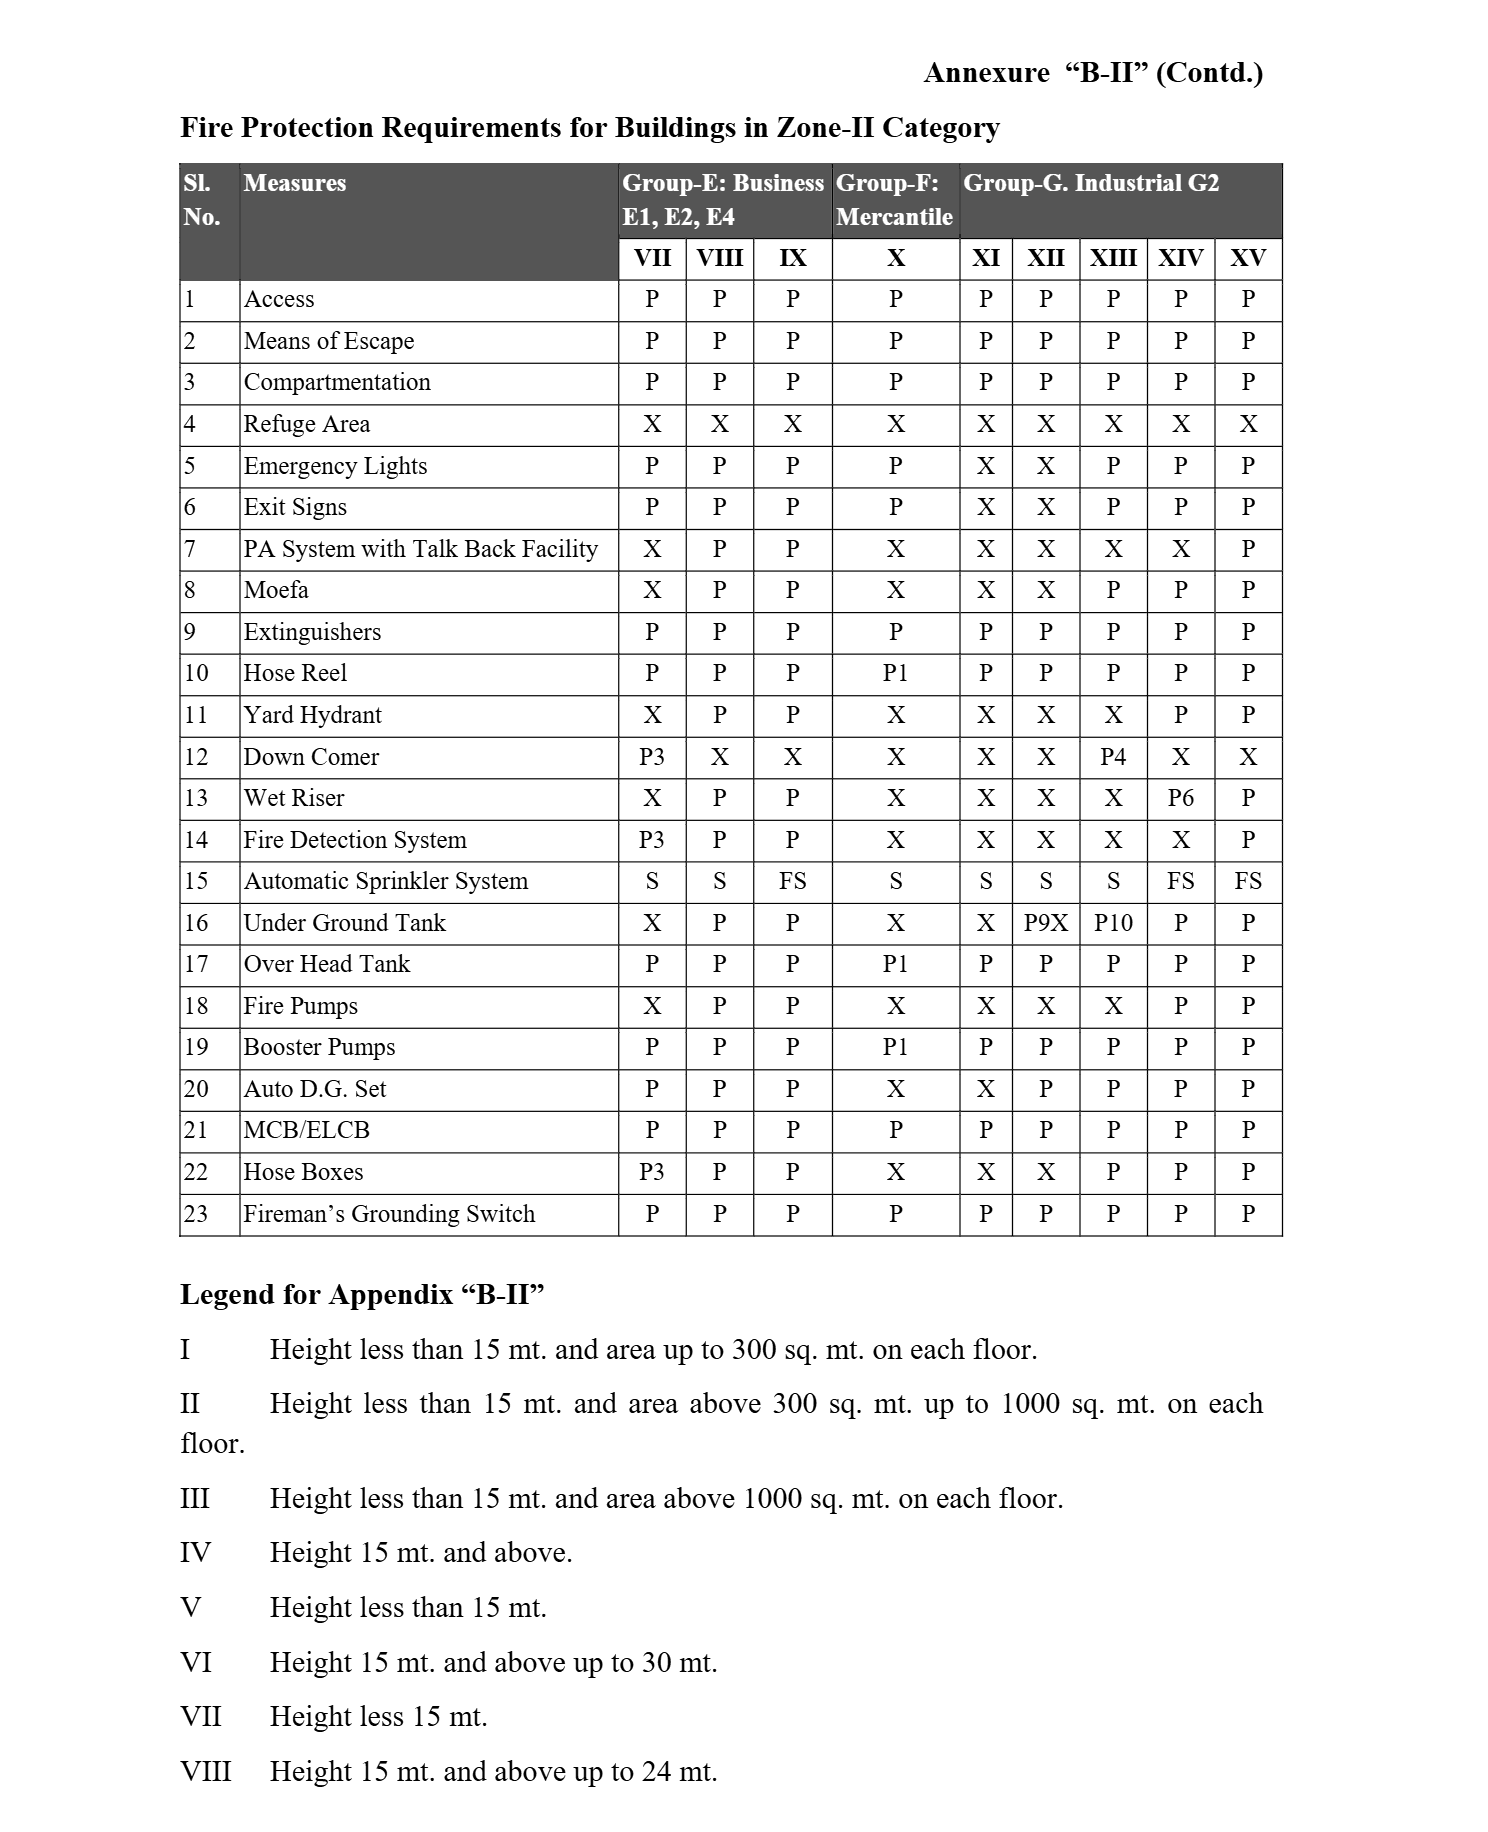 Annexure “B-II” (Contd.)
Fire Protection Requirements for Buildings in Zone-II Category
Sl. Measures Group-E: Business Group-F: Group-G. Industrial G2
No. E1, E2, E4 Mercantile
VII VIII IX X XI XII XIII XIV XV
1 Access P P P P P P P P P
2 Means of Escape P P P P P P P P P
3 Compartmentation P P P P P P P P P
4 Refuge Area X X X X X X X X X
5 Emergency Lights P P P P X X P P P
6 Exit Signs P P P P X X P P P
7 PA System with Talk Back Facility X P P X X X X X P
8 Moefa X P P X X X P P P
9 Extinguishers P P P P P P P P P
10 Hose Reel P P P P1 P P P P P
11 Yard Hydrant X P P X X X X P P
12 Down Comer P3 X X X X X P4 X X
13 Wet Riser X P P X X X X P6 P
14 Fire Detection System P3 P P X X X X X P
15 Automatic Sprinkler System S S FS S S S S FS FS
16 Under Ground Tank X P P X X P9X P10 P P
17 Over Head Tank P P P P1 P P P P P
18 Fire Pumps X P P X X X X P P
19 Booster Pumps P P P P1 P P P P P
20 Auto D.G. Set P P P X X P P P P
21 MCB/ELCB P P P P P P P P P
22 Hose Boxes P3 P P X X X P P P
23 Fireman’s Grounding Switch P P P P P P P P P
Legend for Appendix “B-II”
I Height less than 15 mt. and area up to 300 sq. mt. on each floor.
II Height less than 15 mt. and area above 300 sq. mt. up to 1000 sq. mt. on each
floor.
III Height less than 15 mt. and area above 1000 sq. mt. on each floor.
IV Height 15 mt. and above.
V Height less than 15 mt.
VI Height 15 mt. and above up to 30 mt.
VII Height less 15 mt.
VIII Height 15 mt. and above up to 24 mt.